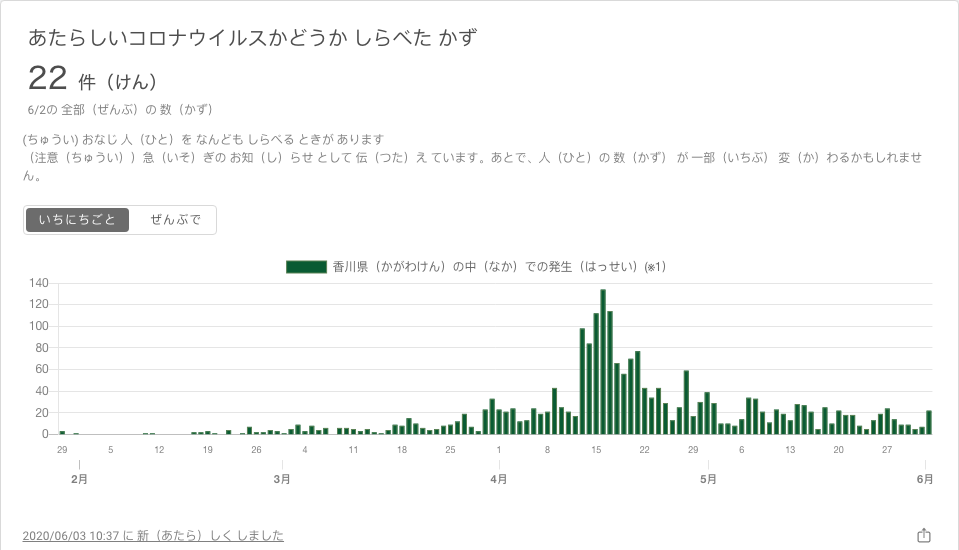 あたらしいコロナウイルスかどうか しらべた かず
22 件（けん）
6/2の 全部（ぜんぶ）の 数（かず）
(ちゅうい) おなじ 人（ひと）を なんども しらべる ときが あります
（注意（ちゅうい））急（いそ）ぎの お知（し）らせ として 伝（つた）え ています。あとで、人（ひと）の 数（かず） が 一部（いちぶ） 変（か）わるかもしれませ
ん。
いちにちごと ぜんぶで
香川県（かがわけん）の中（なか）での発生（はっせい）(※1)
140
120
100
80
60
40
20
0
29 5 12 19 26 4 11 18 25 1 8 15 22 29 6 13 20 27
2月 3月 4月 5月 6月
2020/06/03 10:37 に 新（あたら）しく しました